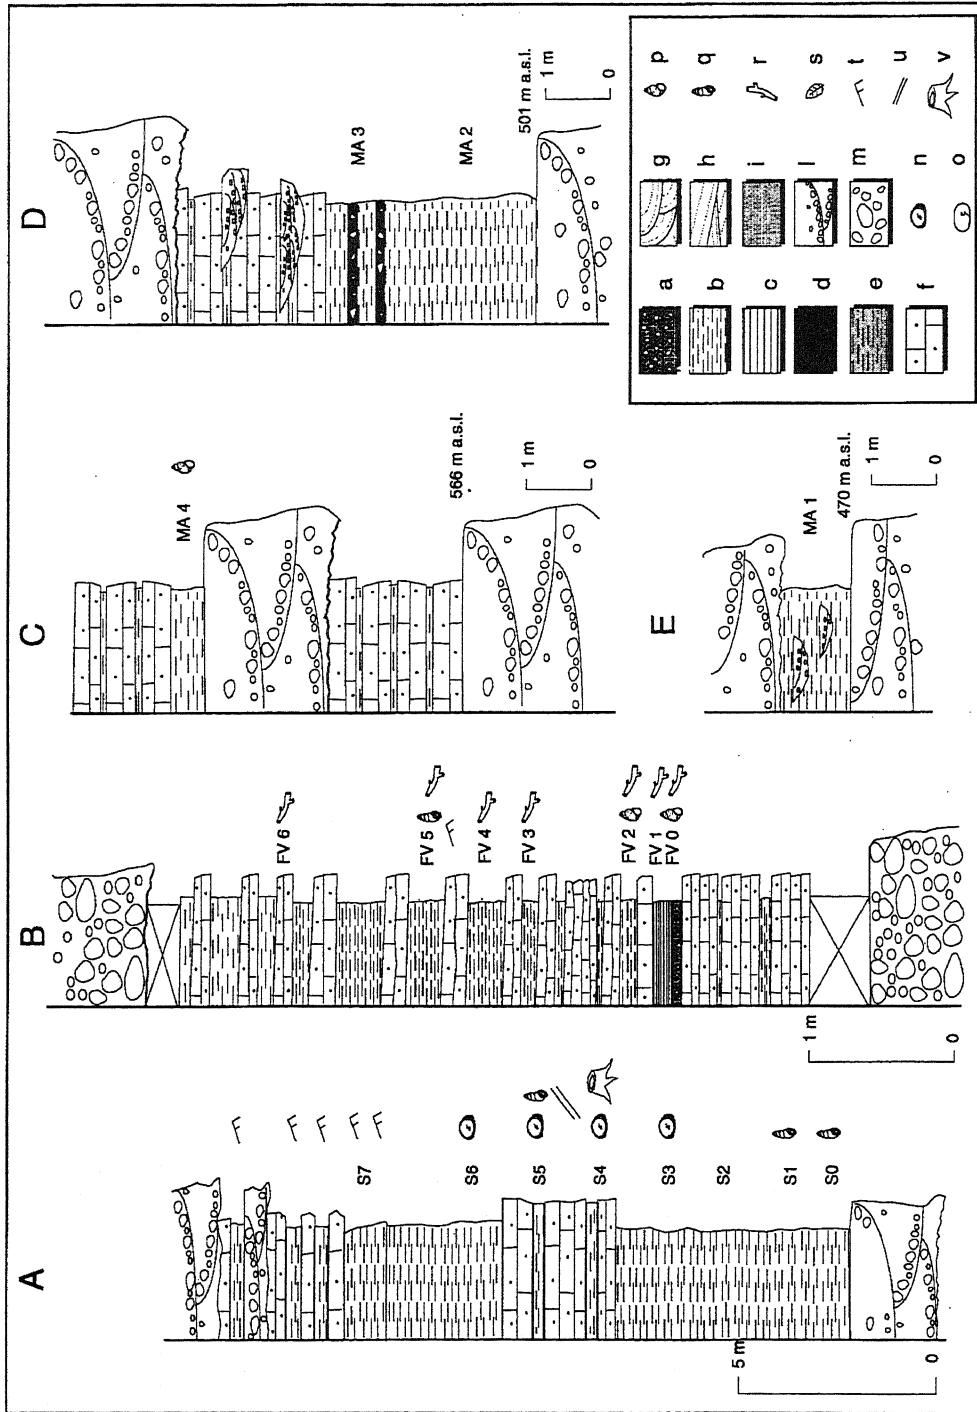 A
S7
S6
S5
S4
S3
S2
S1
S0
5 m
0
B
FV 6
FV 5
FV 4
FV 3
FV 2
FV 1
FV 0
1 m
0
C
MA 4
566 m a.s.l.
1 m
0
D
MA 3
MA 2
501 m a.s.l.
1 m
0
E
MA 1
470 m a.s.l.
1 m
0
a
b
c
d
e
f
g
h
i
l
m
n
o
p
q
r
s
t
u
v